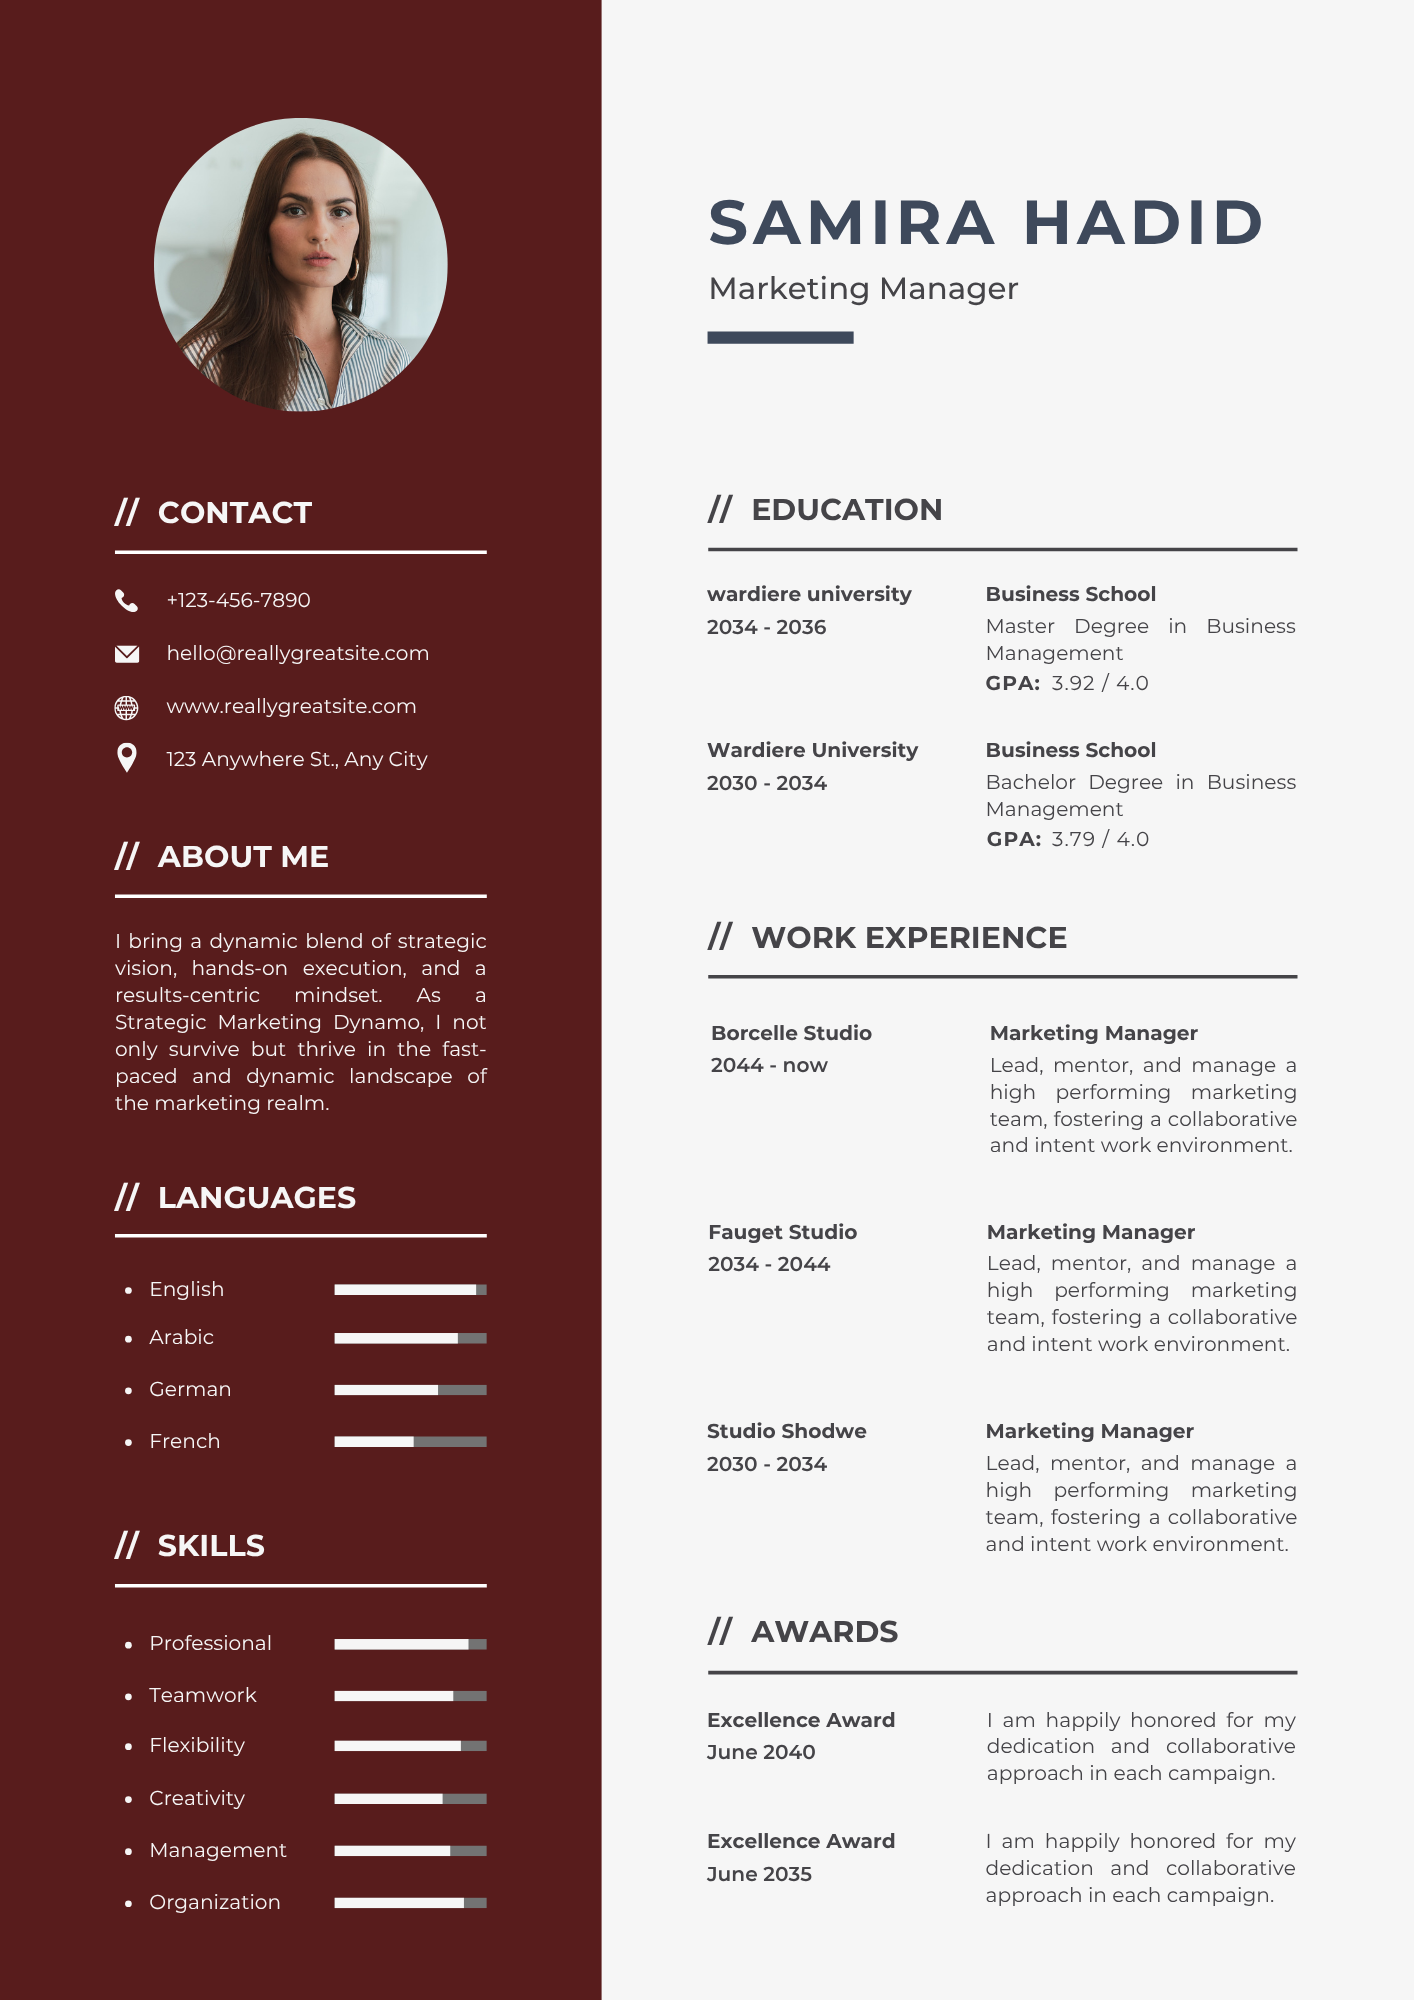 SAMIRA HADID
Marketing Manager
// CONTACT
+123-456-7890
hello@reallygreatsite.com
www.reallygreatsite.com
123 Anywhere St., Any City
// ABOUT ME
I bring a dynamic blend of strategic
vision, hands-on execution, and a
results-centric mindset. As a
Strategic Marketing Dynamo, I not
only survive but thrive in the fast-
paced and dynamic landscape of
the marketing realm.
// LANGUAGES
• English
• Arabic
• German
• French
// SKILLS
• Professional
• Teamwork
• Flexibility
• Creativity
• Management
• Organization
// EDUCATION
wardiere university
2034 - 2036
Business School
Master Degree in Business
Management
GPA: 3.92 / 4.0
Wardiere University
2030 - 2034
Business School
Bachelor Degree in Business
Management
GPA: 3.79 / 4.0
// WORK EXPERIENCE
Borcelle Studio
2044 - now
Marketing Manager
Lead, mentor, and manage a
high performing marketing
team, fostering a collaborative
and intent work environment.
Fauget Studio
2034 - 2044
Marketing Manager
Lead, mentor, and manage a
high performing marketing
team, fostering a collaborative
and intent work environment.
Studio Shodwe
2030 - 2034
Marketing Manager
Lead, mentor, and manage a
high performing marketing
team, fostering a collaborative
and intent work environment.
// AWARDS
Excellence Award
June 2040
I am happily honored for my
dedication and collaborative
approach in each campaign.
Excellence Award
June 2035
I am happily honored for my
dedication and collaborative
approach in each campaign.